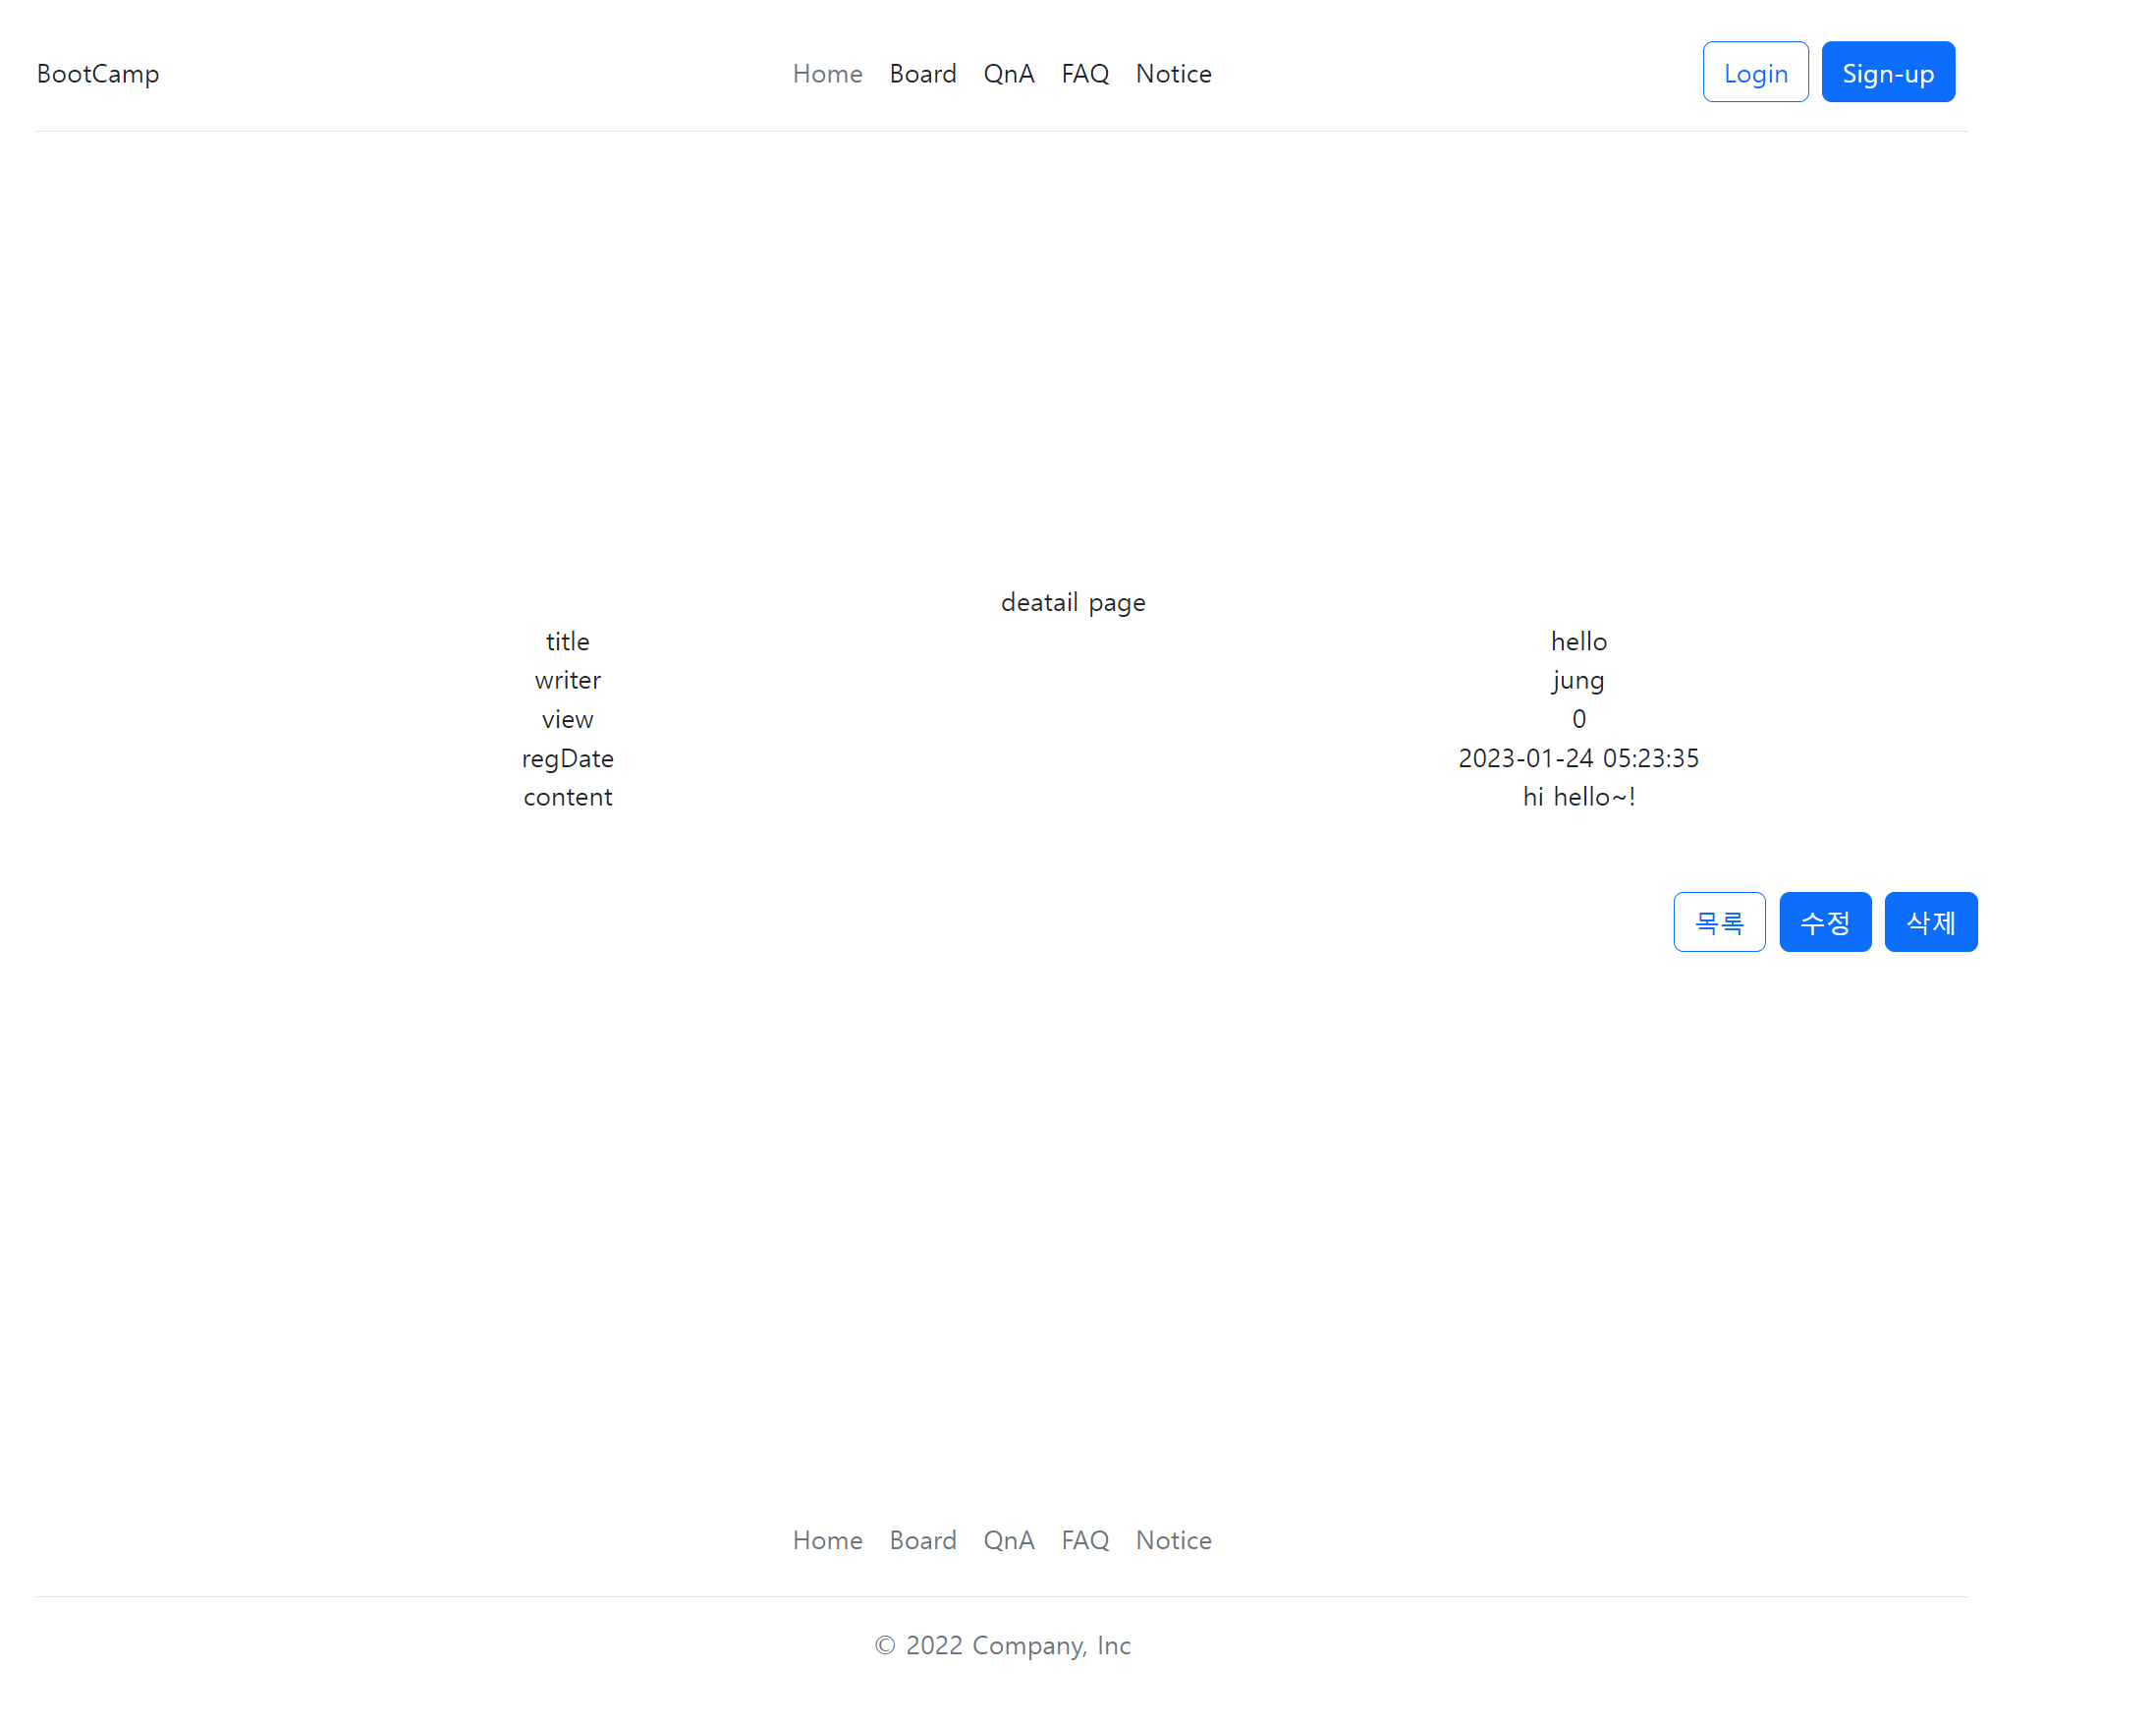 BootCamp Home Board QnA FAQ Notice Login Sign-up
deatail page
title hello
writer jung
view 0
regDate 2023-01-24 05:23:35
content hi hello~!
목록 수정 삭제
Home Board QnA FAQ Notice
© 2022 Company, Inc